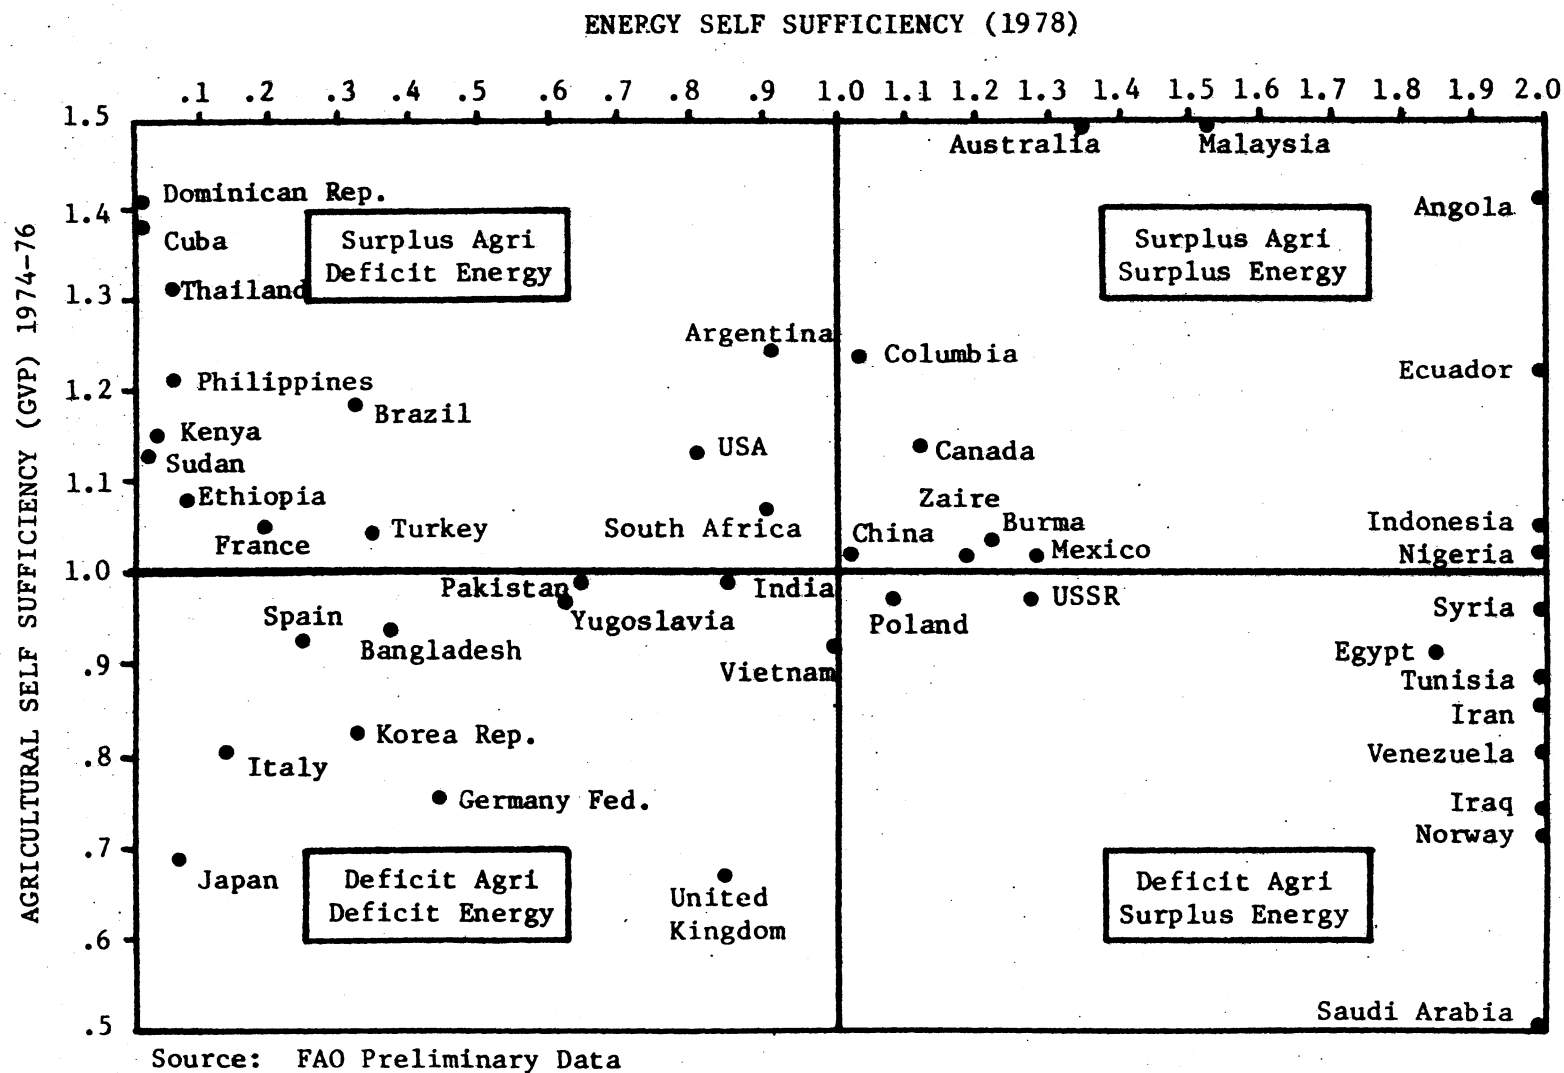 ENERGY SELF SUFFICIENCY (1978)
.1 .2 .3 .4 .5 .6 .7 .8 .9 1.0 1.1 1.2 1.3 1.4 1.5 1.6 1.7 1.8 1.9 2.0
AGRICULTURAL SELF SUFFICIENCY (GVP) 1974-76
1.5
1.4
1.3
1.2
1.1
1.0
.9
.8
.7
.6
.5
Dominican Rep.
Cuba
Surplus Agri
Deficit Energy
Thailand
Argentina
Philippines
Brazil
Kenya
USA
Sudan
Ethiopia
Turkey
South Africa
France
Australia
Malaysia
Angola
Surplus Agri
Surplus Energy
Columbia
Ecuador
Canada
Zaire
Burma
China
Mexico
Indonesia
Nigeria
Pakistan
India
Spain
Yugoslavia
Bangladesh
Vietnam
Korea Rep.
Italy
Germany Fed.
Japan
Deficit Agri
Deficit Energy
United
Kingdom
USSR
Poland
Syria
Egypt
Tunisia
Iran
Venezuela
Iraq
Norway
Deficit Agri
Surplus Energy
Saudi Arabia
Source: FAO Preliminary Data